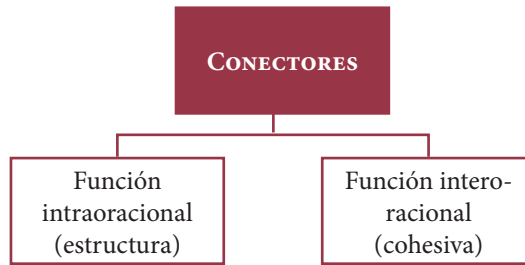 CONECTORES
Función
intraoracional
(estructura)
Función intero-
racional
(cohesiva)